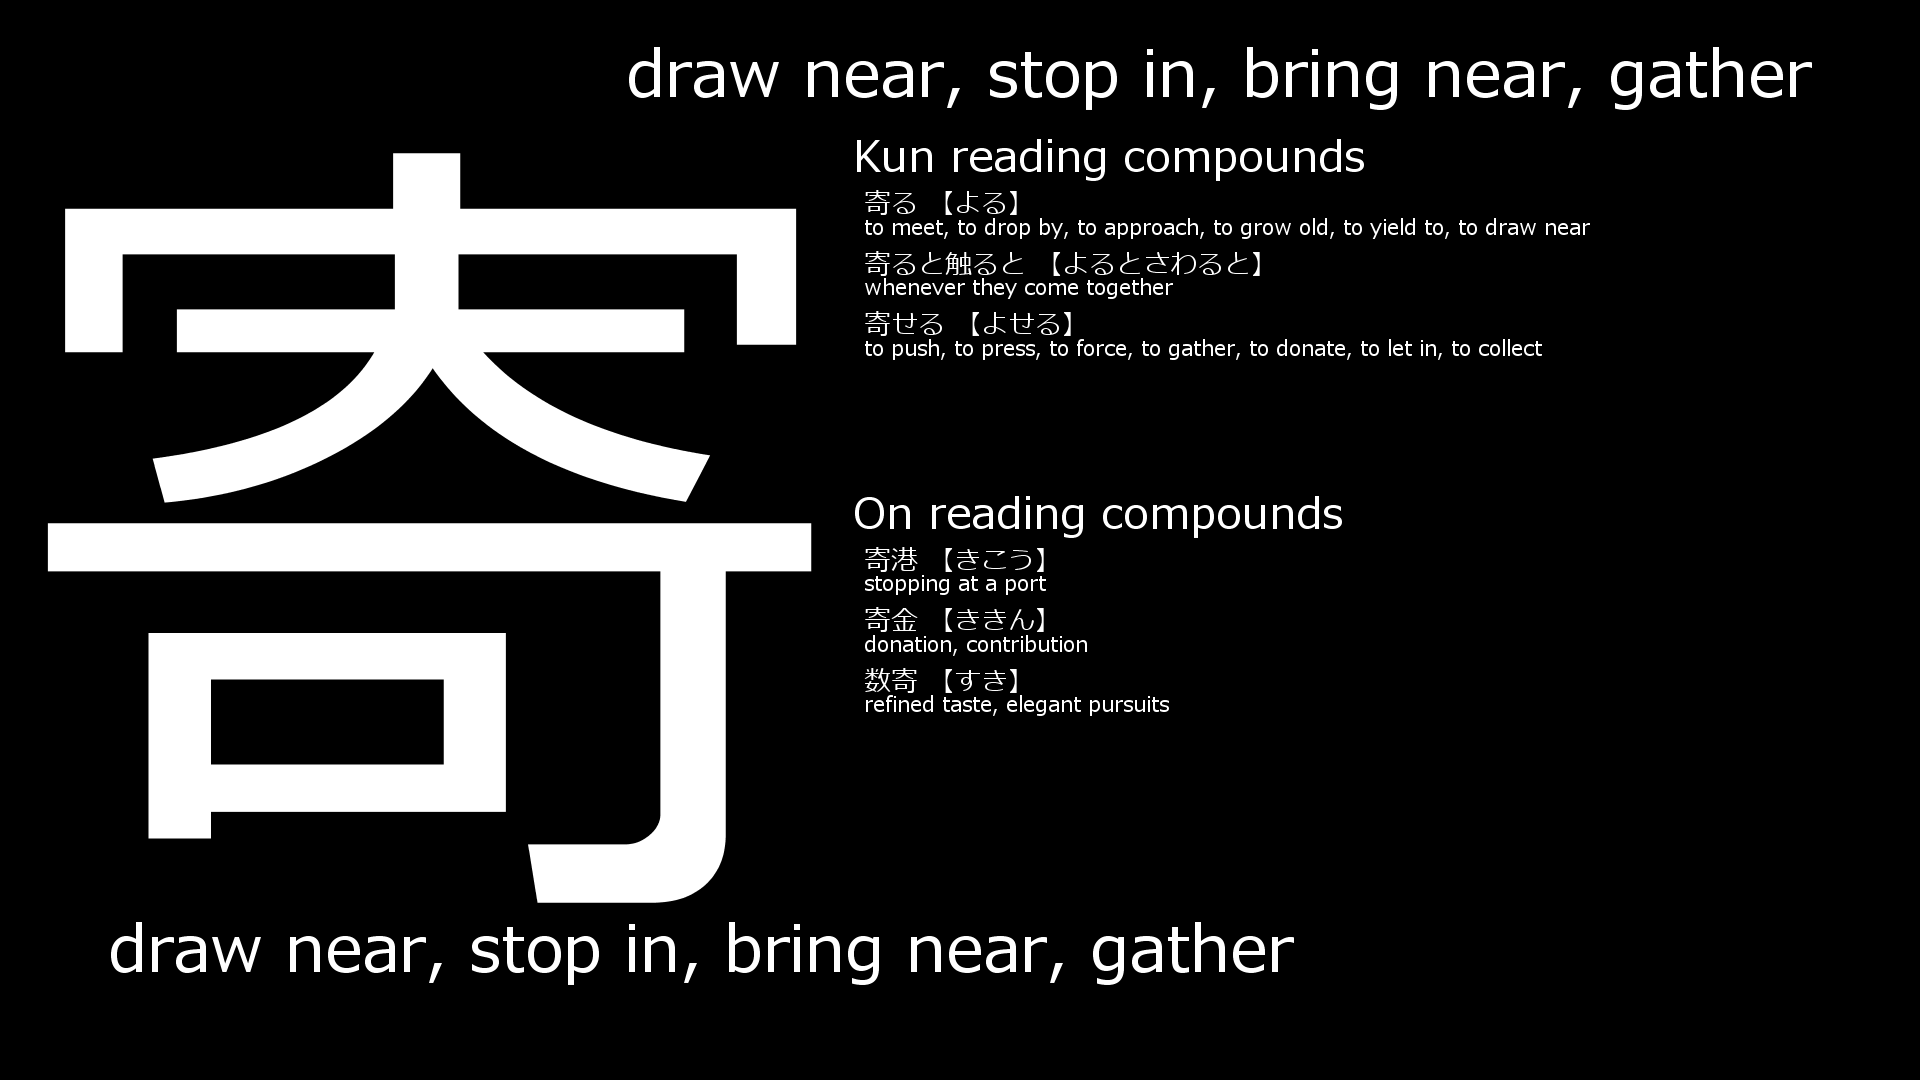 draw near, stop in, bring near, gather
寄
Kun reading compounds
寄る 【よる】
to meet, to drop by, to approach, to grow old, to yield to, to draw near
寄ると触ると 【よるとさわると】
whenever they come together
寄せる 【よせる】
to push, to press, to force, to gather, to donate, to let in, to collect
On reading compounds
寄港 【きこう】
stopping at a port
寄金 【ききん】
donation, contribution
数寄 【すき】
refined taste, elegant pursuits
draw near, stop in, bring near, gather